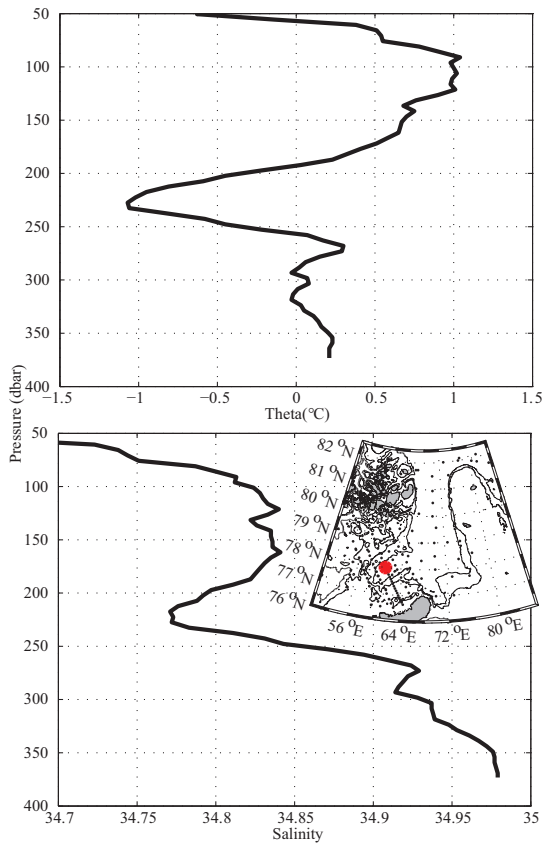 50
100
150
200
250
300
350
400
−1.5 −1 −0.5 0 0.5 1 1.5
Theta(°C)
Pressure (dbar)
50
100
150
200
250
300
350
400
34.7 34.75 34.8 34.85 34.9 34.95 35
Salinity
82 °N
81 °N
80 °N
79 °N
78 °N
77 °N
76 °N
56 °E 64 °E 72 °E 80 °E